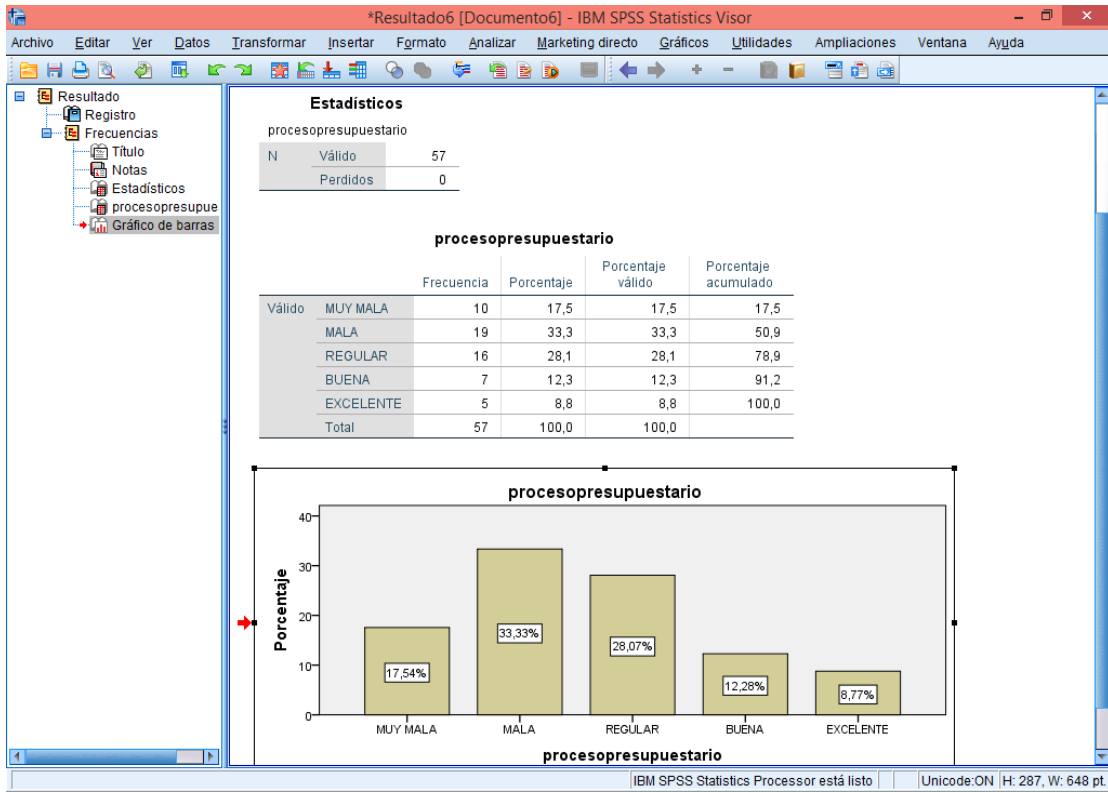 *Resultado6 [Documento6] - IBM SPSS Statistics Visor
Archivo Editar Ver Datos Transformar Insertar Formato Analizar Marketing directo Gráficos Utilidades Ampliaciones Ventana Ayuda
Resultado
Registro
Frecuencias
Título
Notas
Estadísticos
procesopresupue
Gráfico de barras
Estadísticos
procesopresupuestario
N Válido 57
Perdidos 0
procesopresupuestario
Frecuencia Porcentaje Porcentaje válido Porcentaje acumulado
Válido MUY MALA 10 17,5 17,5 17,5
MALA 19 33,3 33,3 50,9
REGULAR 16 28,1 28,1 78,9
BUENA 7 12,3 12,3 91,2
EXCELENTE 5 8,8 8,8 100,0
Total 57 100,0 100,0
procesopresupuestario
Porcentaje
40
30
20
10
0
17,54%
33,33%
28,07%
12,28%
8,77%
MUY MALA MALA REGULAR BUENA EXCELENTE
procesopresupuestario
IBM SPSS Statistics Processor está listo Unicode:ON H: 287, W: 648 pt.